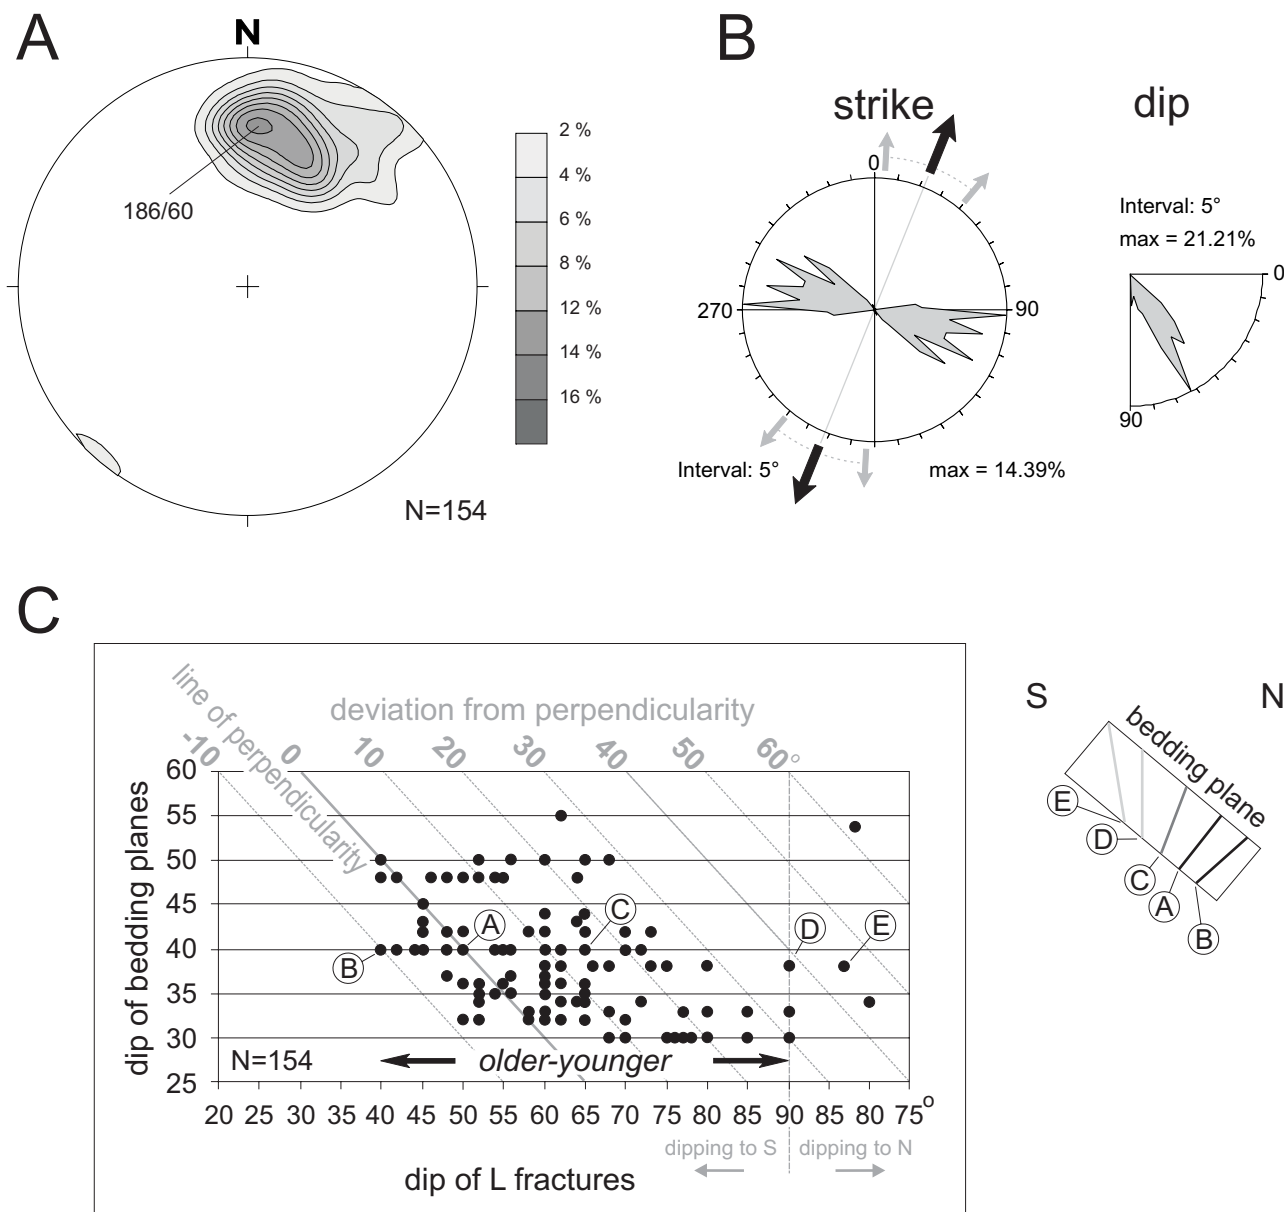 A
N
186/60
2 %
4 %
6 %
8 %
12 %
14 %
16 %
N=154
B
strike
dip
0
270
90
Interval: 5°
max = 14.39%
Interval: 5°
max = 21.21%
0
90
C
line of perpendicularity
deviation from perpendicularity
-10 0 10 20 30 40 50 60°
dip of bedding planes
60
55
50
45
40
35
30
25
A
B
C
D
E
N=154
older-younger
20 25 30 35 40 45 50 55 60 65 70 75 80 85 90 85 80 75°
dipping to S
dipping to N
dip of L fractures
S
N
bedding plane
E
D
C
A
B